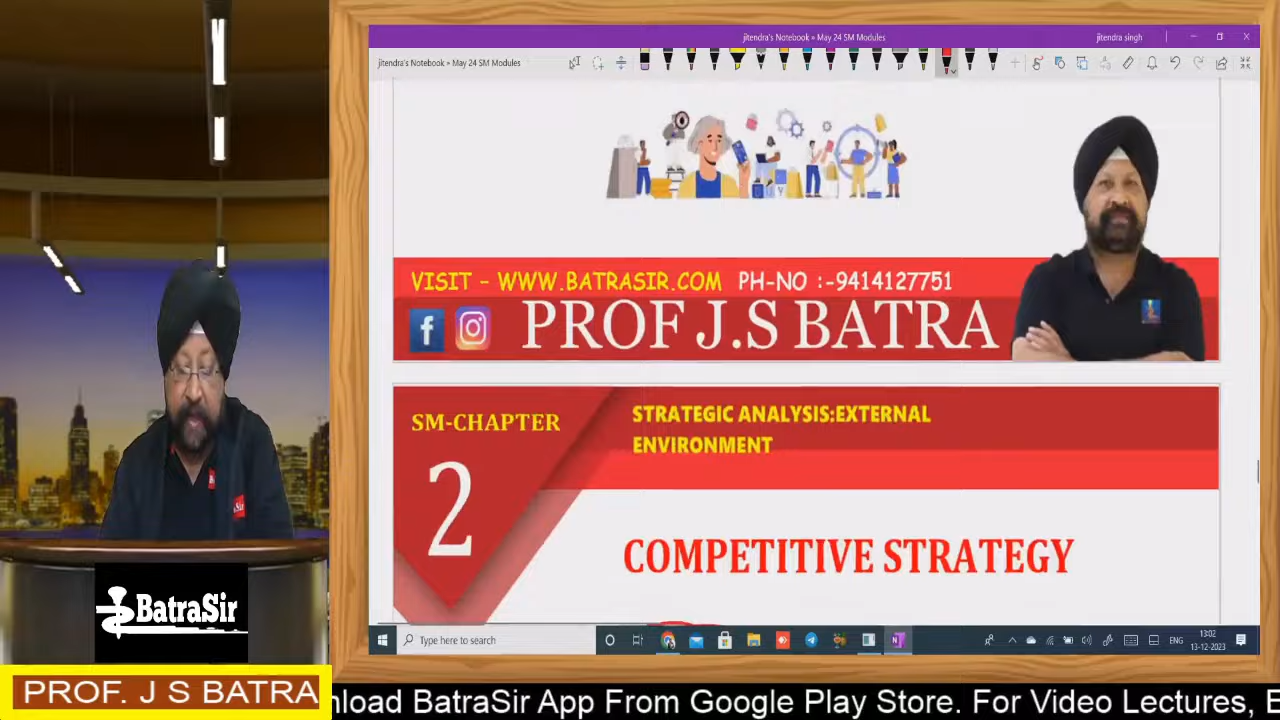 jitendra's Notebook » May 24 SM Modules
jitendra singh
jitendra's Notebook » May 24 SM Modules
VISIT - WWW.BATRASIR.COM PH-NO :-9414127751
PROF J.S BATRA
SM-CHAPTER
2
STRATEGIC ANALYSIS:EXTERNAL
ENVIRONMENT
COMPETITIVE STRATEGY
BatraSir
Type here to search
ENG
13:02
13-12-2023
PROF. J S BATRA
nload BatraSir App From Google Play Store. For Video Lectures, E